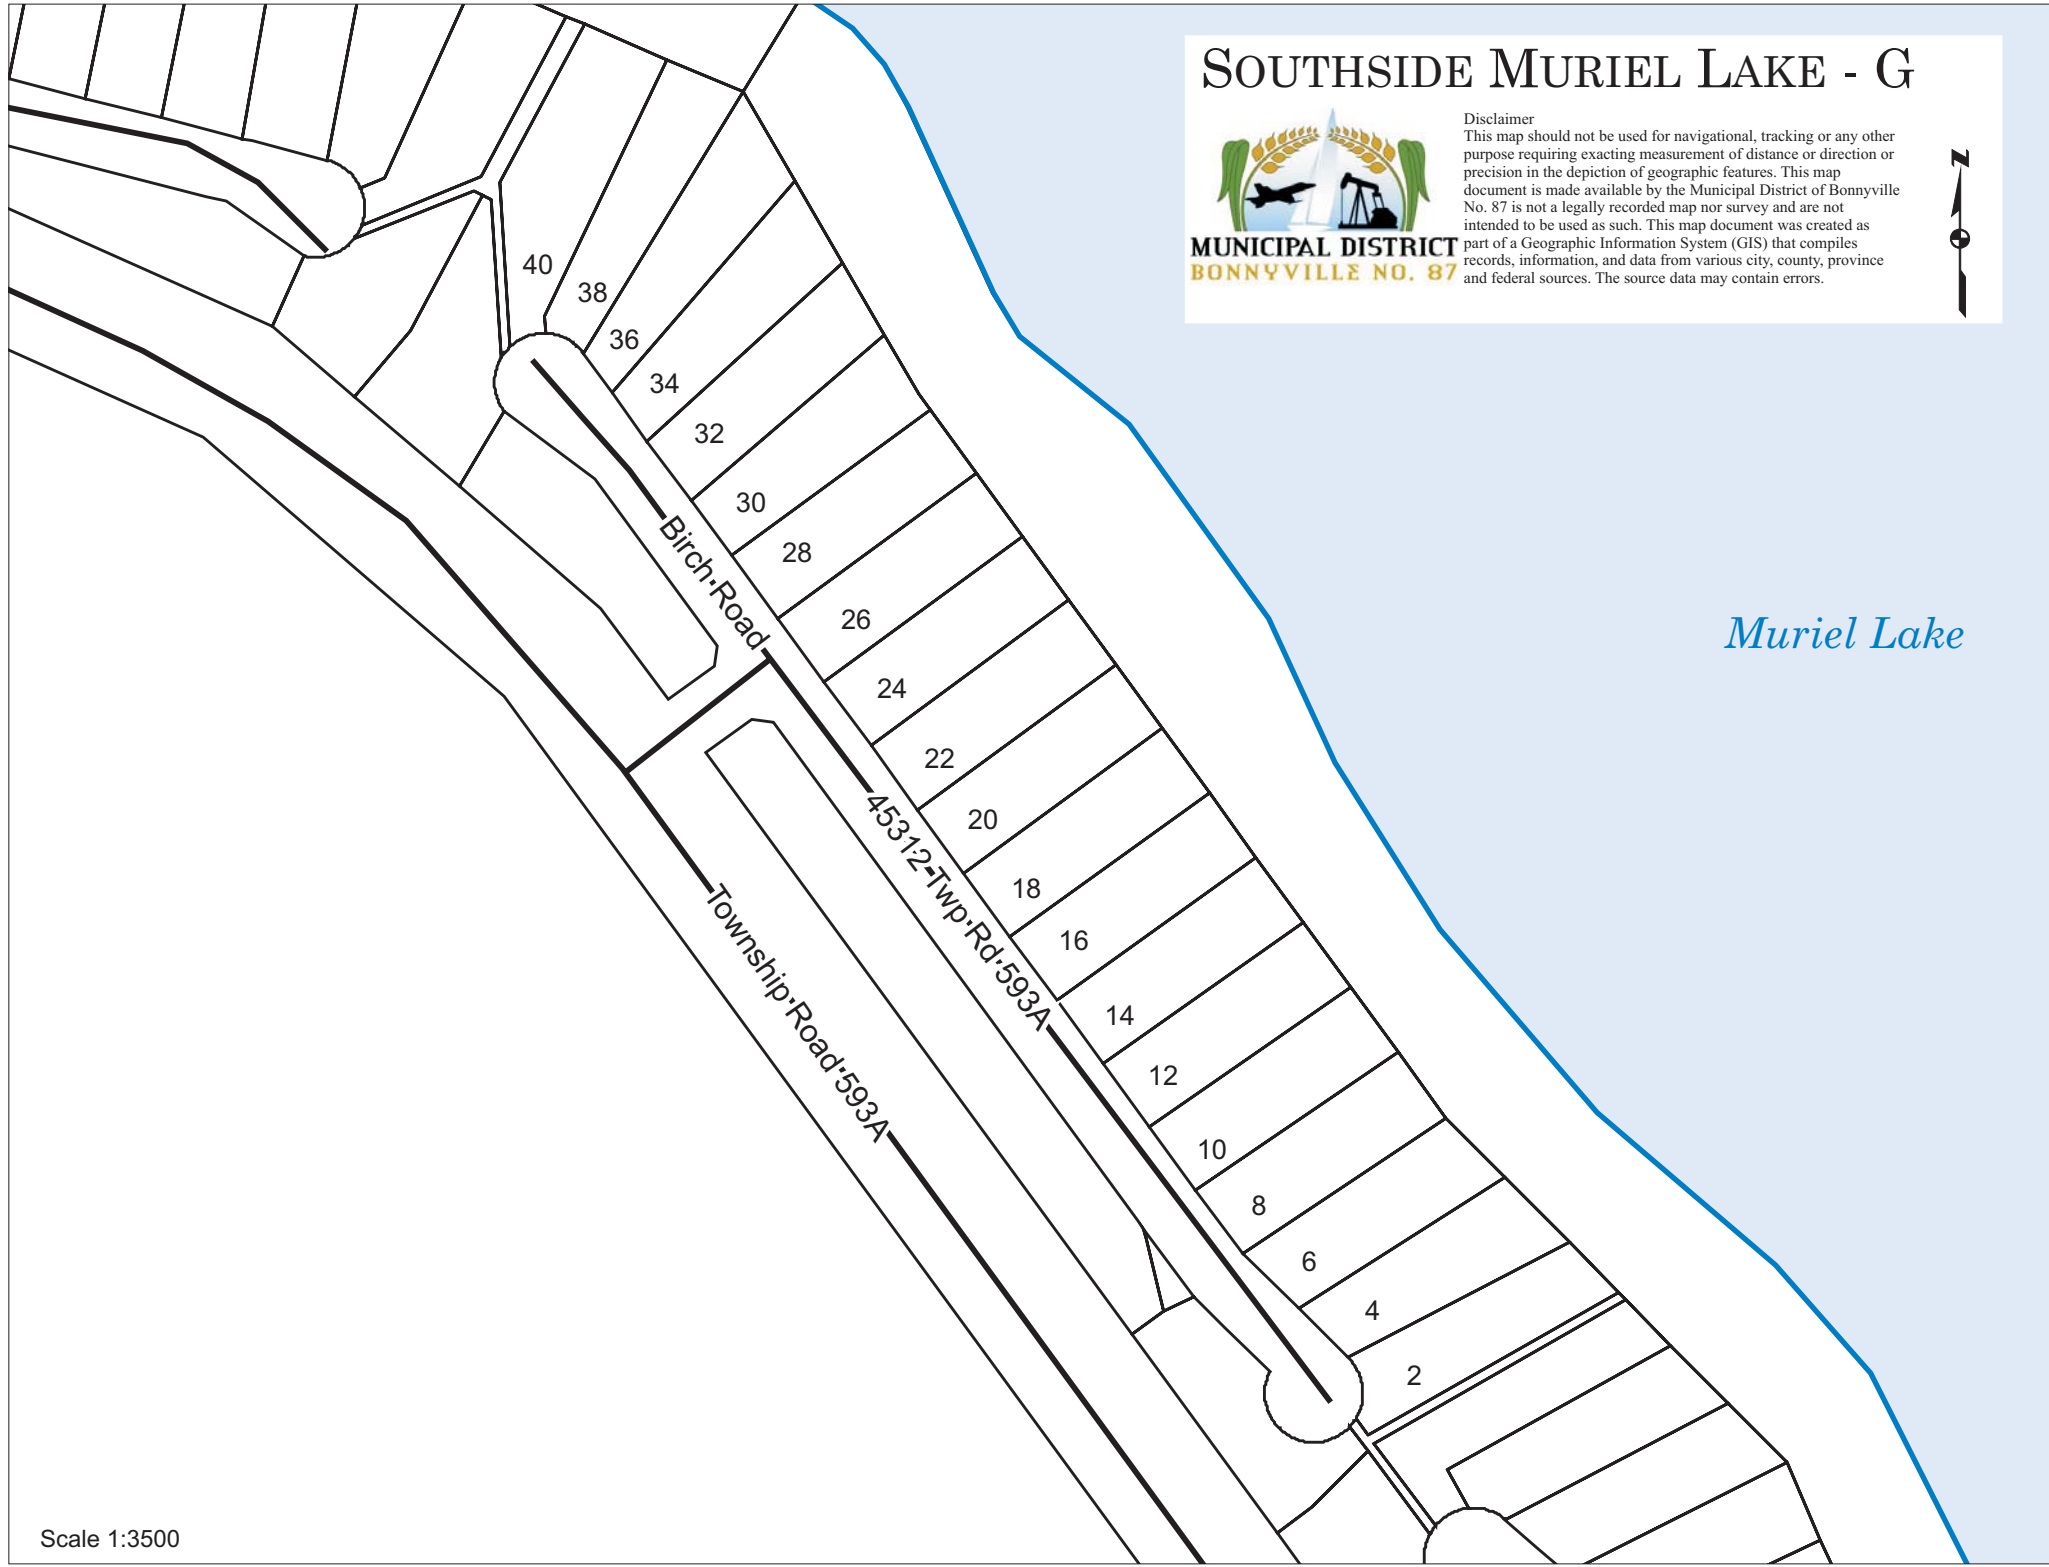 SOUTHSIDE MURIEL LAKE - G
Disclaimer
This map should not be used for navigational, tracking or any other
purpose requiring exacting measurement of distance or direction or
precision in the depiction of geographic features. This map
document is made available by the Municipal District of Bonnyville
No. 87 is not a legally recorded map nor survey and are not
intended to be used as such. This map document was created as
part of a Geographic Information System (GIS) that compiles
records, information, and data from various city, county, province
and federal sources. The source data may contain errors.
MUNICIPAL DISTRICT
BONNYVILLE NO. 87
N
40
38
36
34
32
30
28
26
24
22
20
18
16
14
12
10
8
6
4
2
Birch Road
45312 Twp Rd 593A
Township Road 593A
Muriel Lake
Scale 1:3500